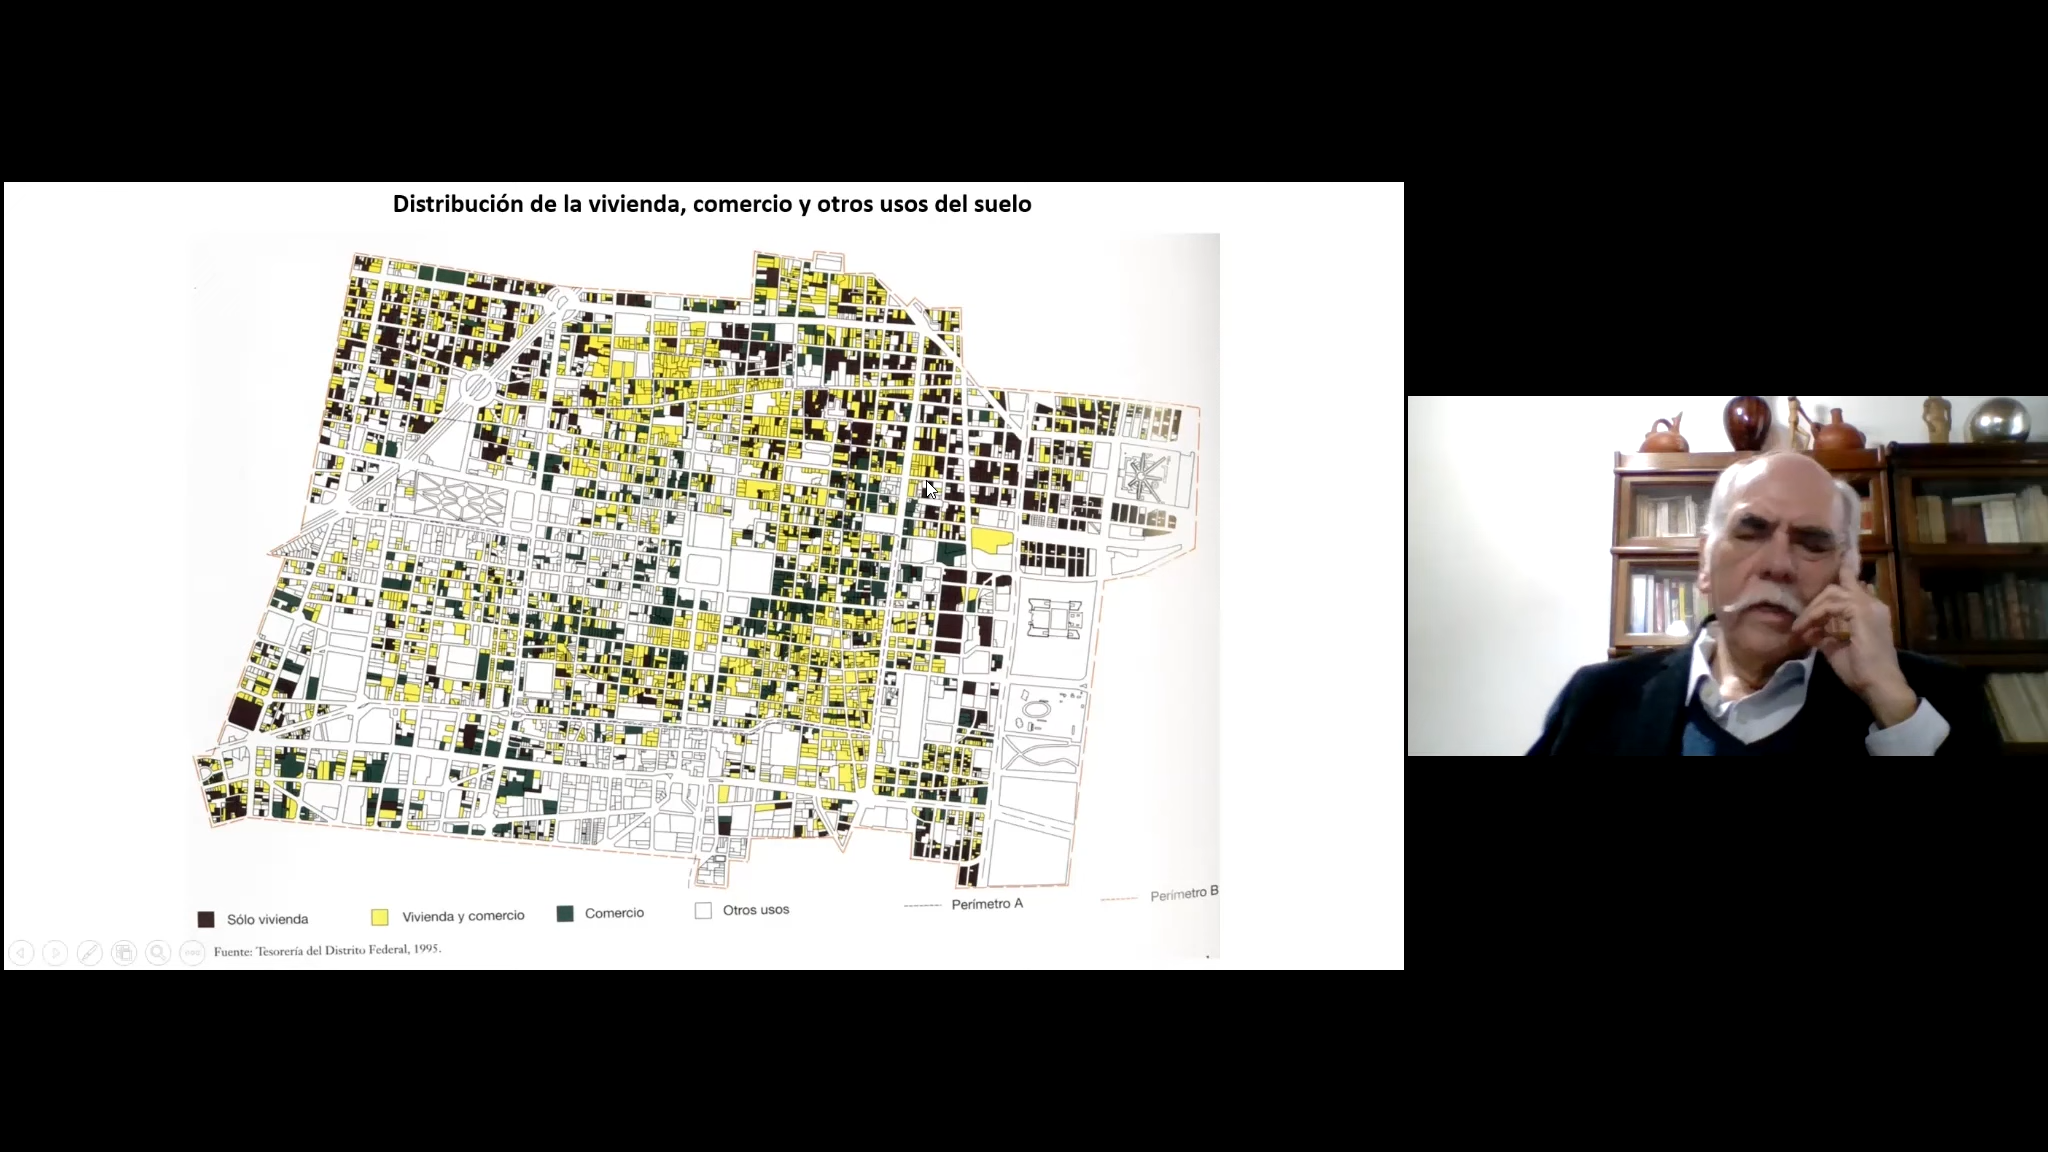 Distribución de la vivienda, comercio y otros usos del suelo
Sólo vivienda
Vivienda y comercio
Comercio
Otros usos
Perímetro A
Perímetro B
Fuente: Tesorería del Distrito Federal, 1995.